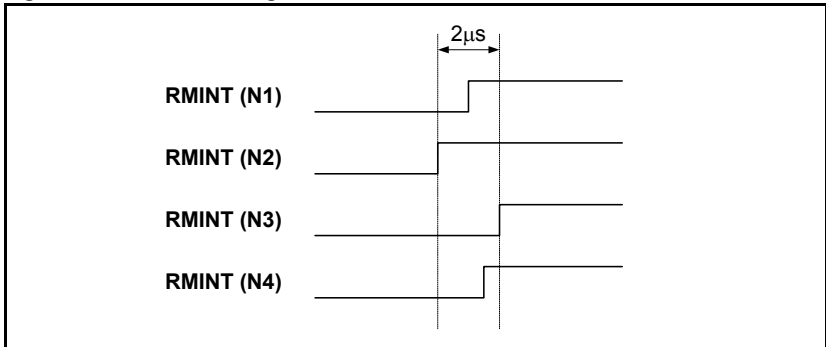 2μs
RMINT (N1)
RMINT (N2)
RMINT (N3)
RMINT (N4)